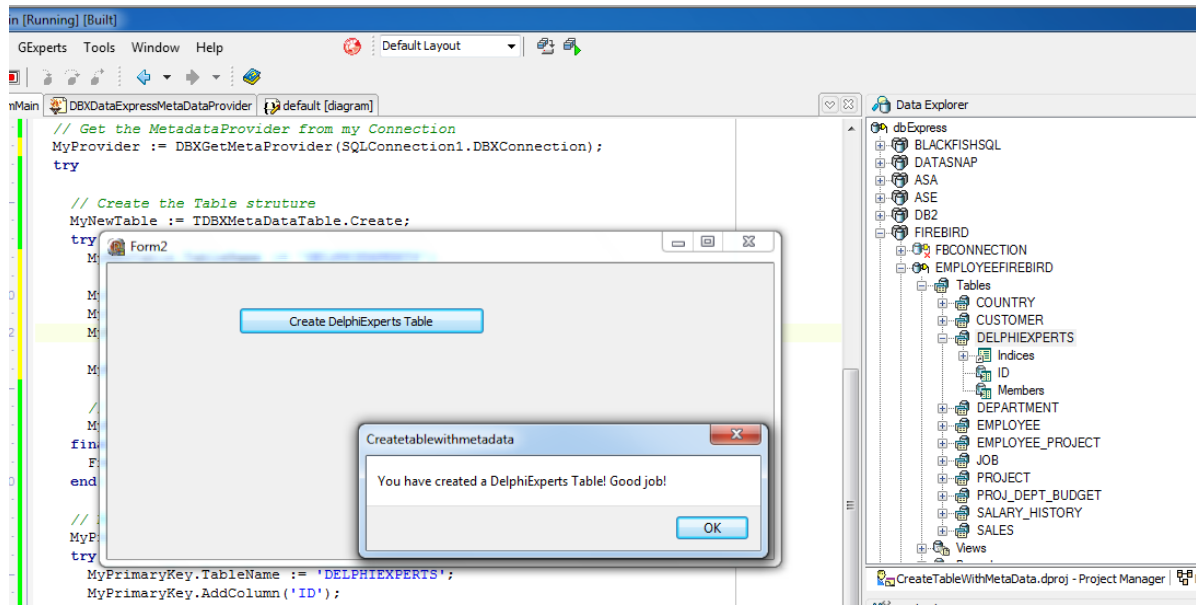 in [Running] [Built]
GExperts Tools Window Help
Default Layout
nMain DBXDataExpressMetaDataProvider default [diagram]
// Get the MetadataProvider from my Connection
MyProvider := DBXGetMetaProvider(SQLConnection1.DBXConnection);
try
// Create the Table struture
MyNewTable := TDBXMetaDataTable.Create;
try
Form2
Create DelphiExperts Table
fin
end
Createtablewithmetadata
You have created a DelphiExperts Table! Good job!
OK
//
MyP
try
MyPrimaryKey.TableName := 'DELPHIEXPERTS';
MyPrimaryKey.AddColumn('ID');
Data Explorer
dbExpress
BLACKFISHSQL
DATASNAP
ASA
ASE
DB2
FIREBIRD
FBCONNECTION
EMPLOYEEFIREBIRD
Tables
COUNTRY
CUSTOMER
DELPHIEXPERTS
Indices
ID
Members
DEPARTMENT
EMPLOYEE
EMPLOYEE_PROJECT
JOB
PROJECT
PROJ_DEPT_BUDGET
SALARY_HISTORY
SALES
Views
CreateTableWithMetaData.dproj - Project Manager